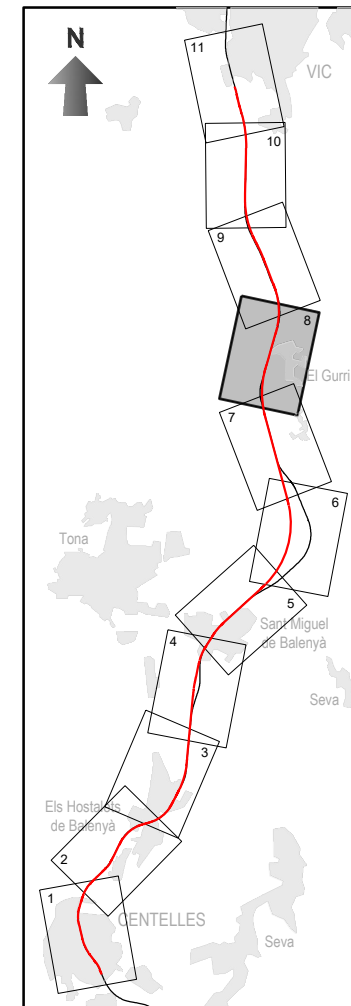 11
N
VIC
10
9
8
El Gurri
7
6
Tona
5
Sant Miguel
de Balenyà
4
Seva
3
Els Hostalets
de Balenyà
2
1
CENTELLES
Seva